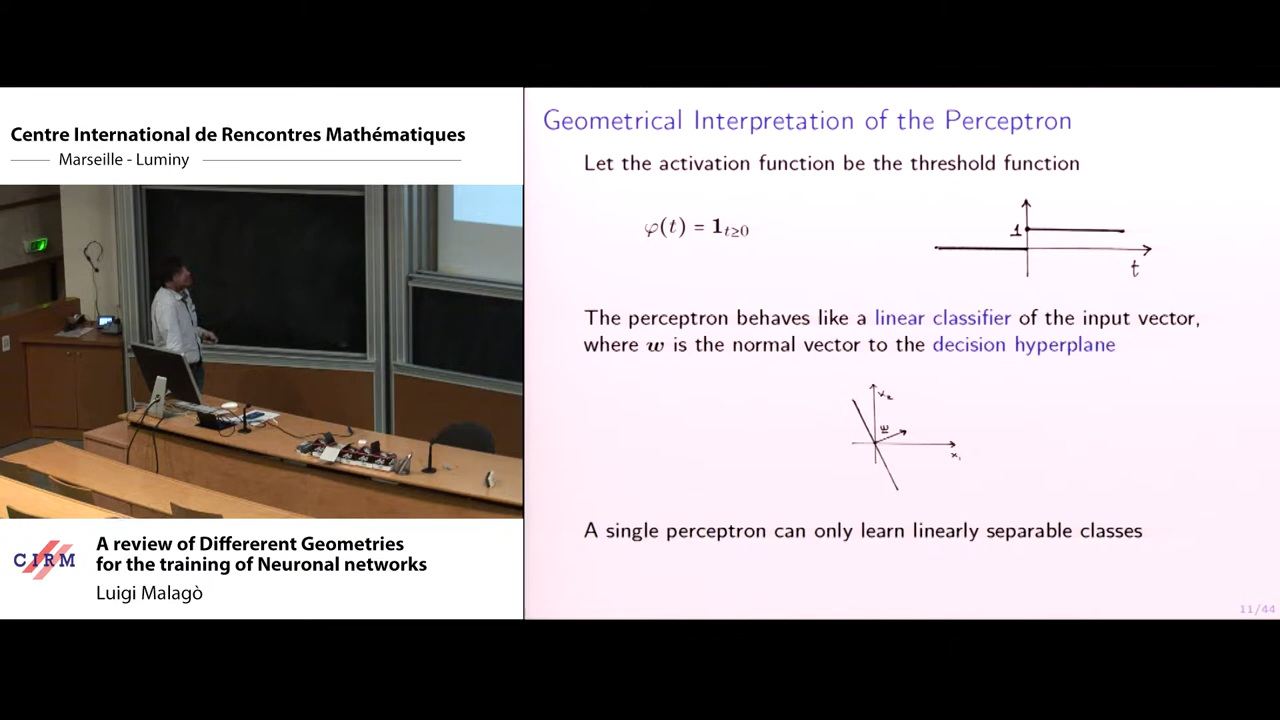 Centre International de Rencontres Mathématiques
Marseille - Luminy
CIRM
A review of Differerent Geometries
for the training of Neuronal networks
Luigi Malagò
Geometrical Interpretation of the Perceptron
Let the activation function be the threshold function
φ(t) = 1_{t≥0}
1
t
The perceptron behaves like a linear classifier of the input vector,
where w is the normal vector to the decision hyperplane
x₂
w
x₁
A single perceptron can only learn linearly separable classes
11/44